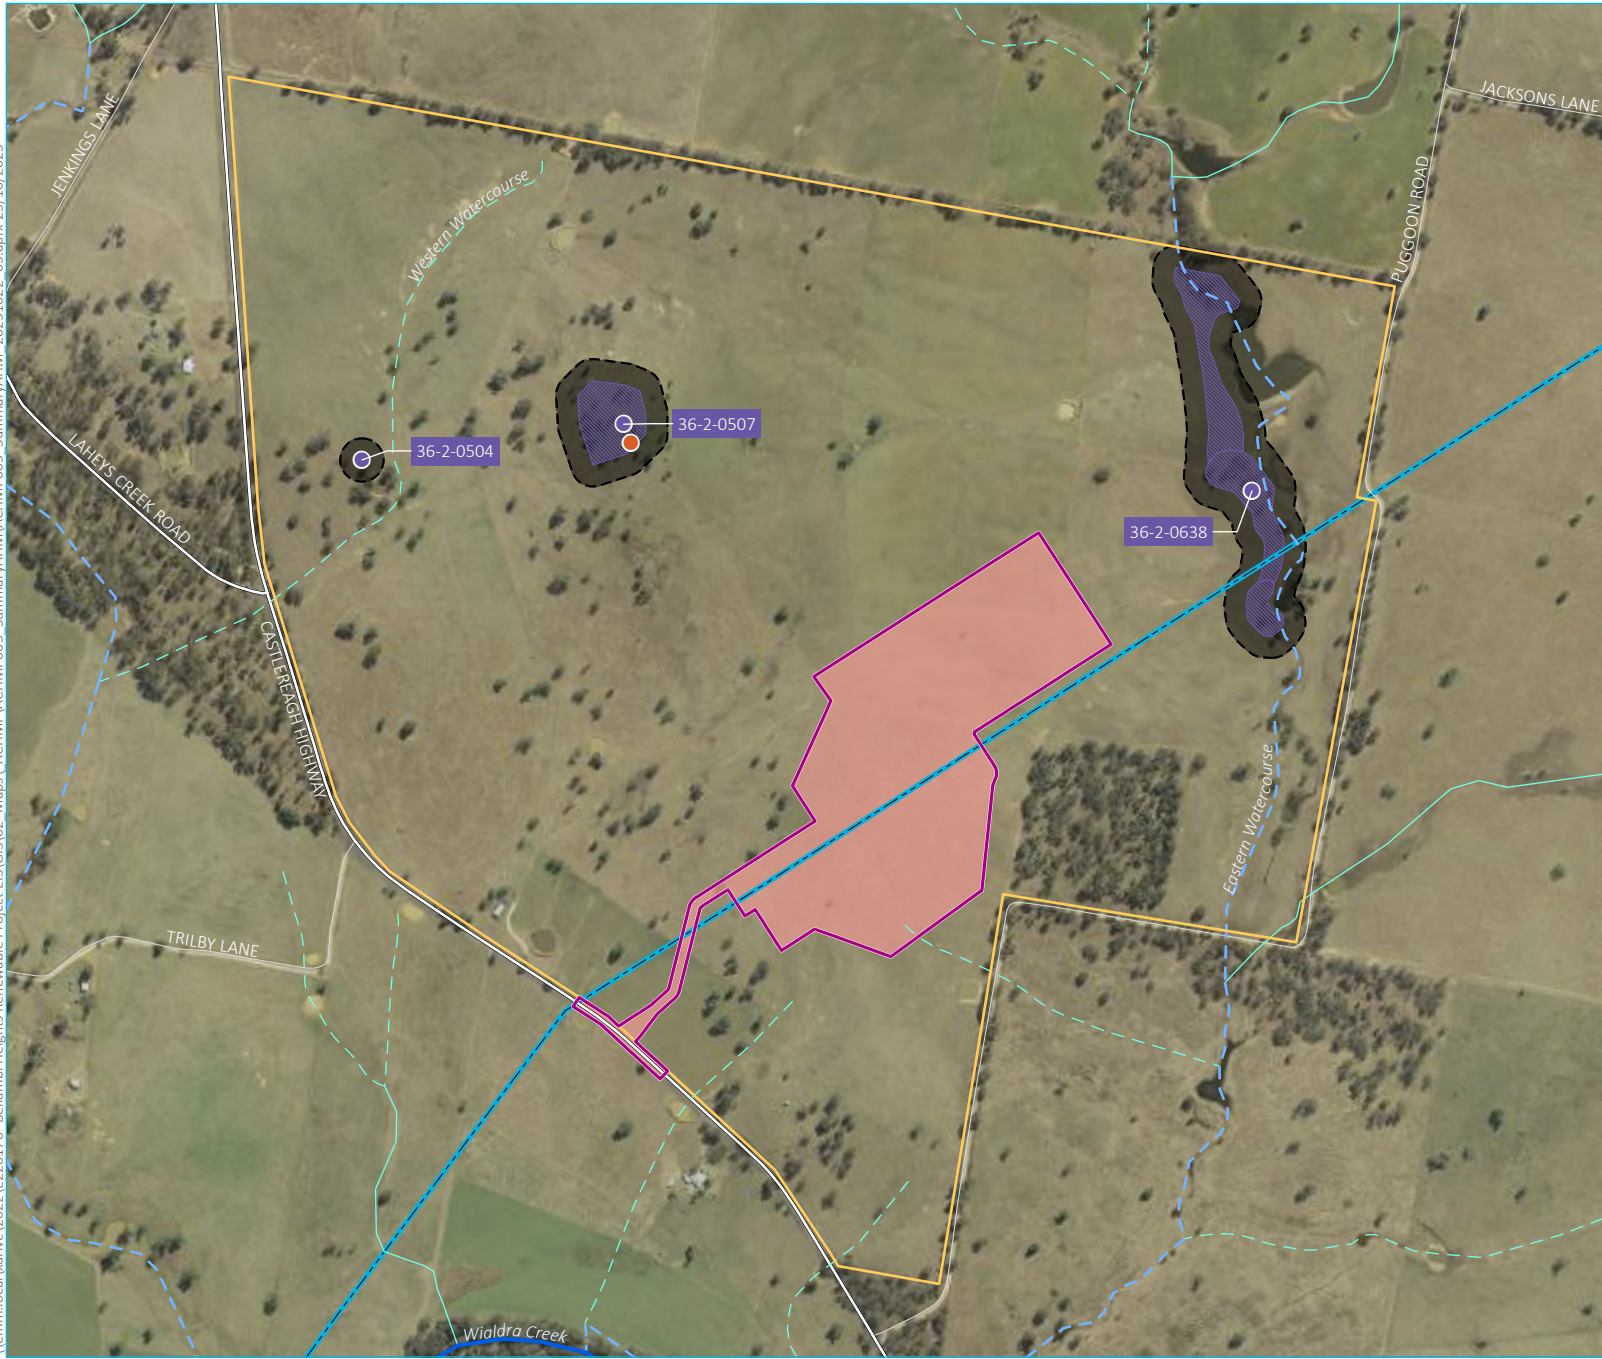 JACKSONS LANE
JENKINGS LANE
PUGGOON ROAD
Western Watercourse
36-2-0507
36-2-0504
LAHEYS CREEK ROAD
36-2-0638
CASTLEREAGH HIGHWAY
Eastern Watercourse
TRILBY LANE
Wialdra Creek